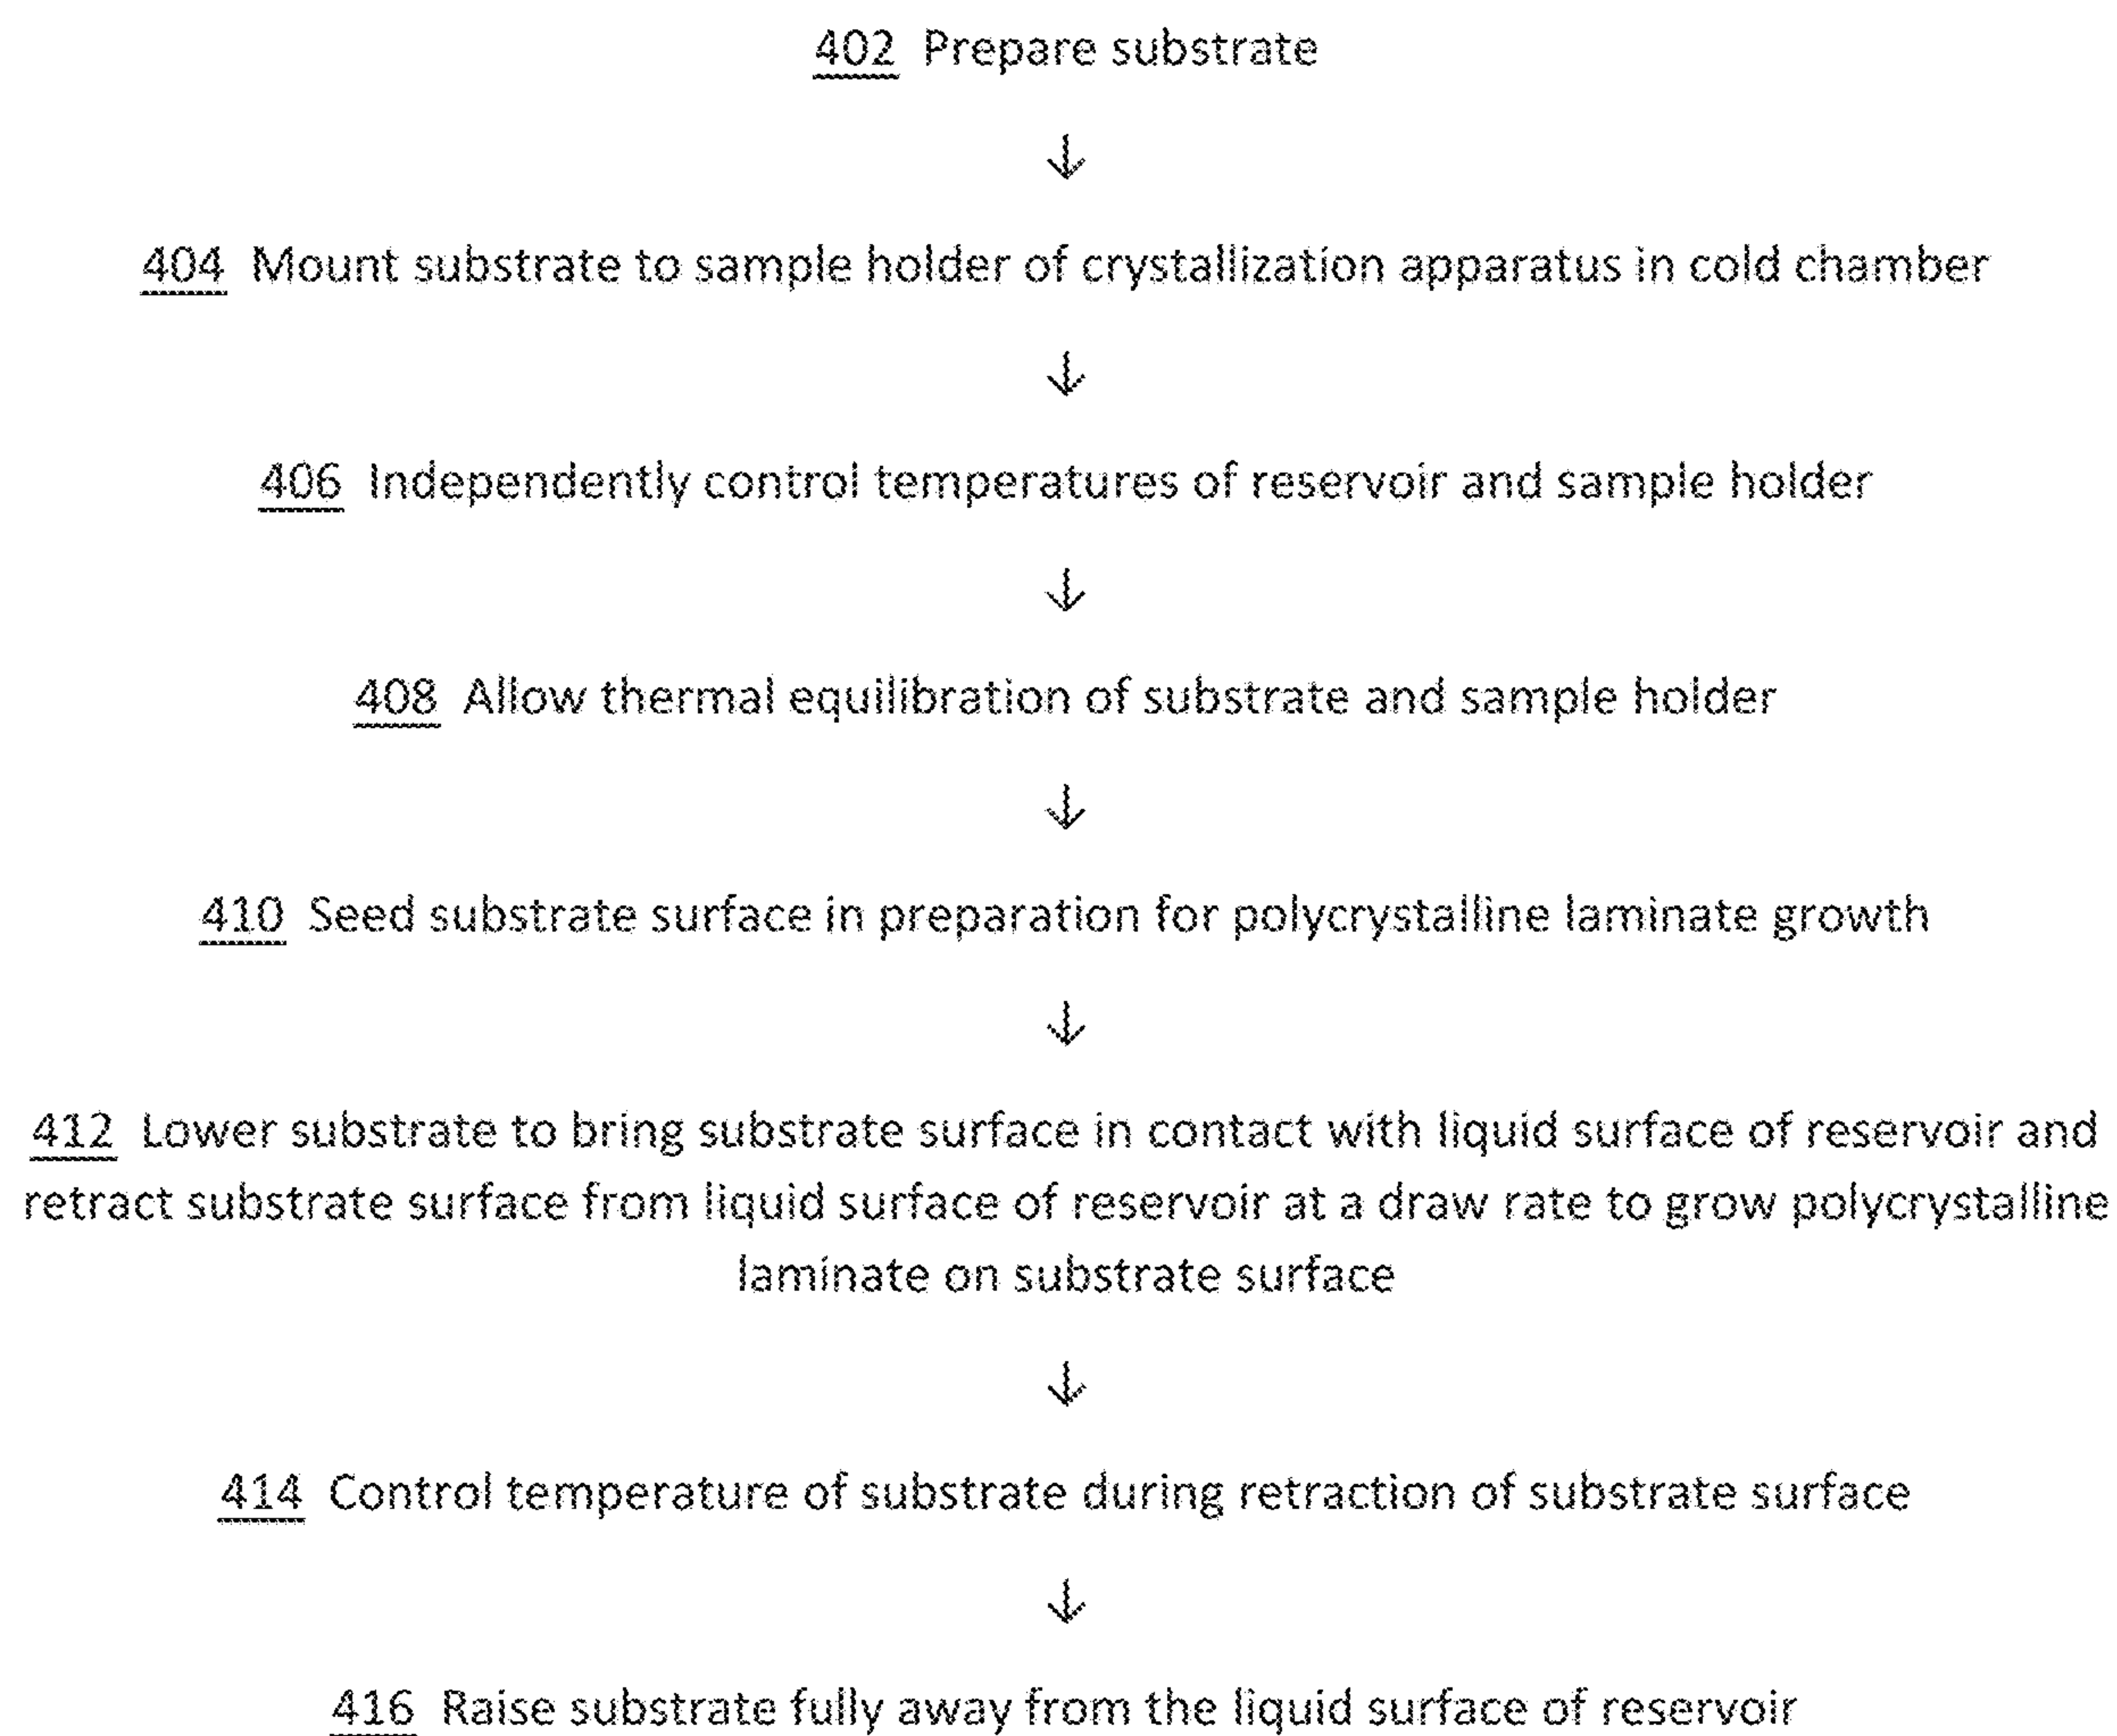 402 Prepare substrate
↓
404 Mount substrate to sample holder of crystallization apparatus in cold chamber
↓
406 Independently control temperatures of reservoir and sample holder
↓
408 Allow thermal equilibration of substrate and sample holder
↓
410 Seed substrate surface in preparation for polycrystalline laminate growth
↓
412 Lower substrate to bring substrate surface in contact with liquid surface of reservoir and
retract substrate surface from liquid surface of reservoir at a draw rate to grow polycrystalline
laminate on substrate surface
↓
414 Control temperature of substrate during retraction of substrate surface
↓
416 Raise substrate fully away from the liquid surface of reservoir